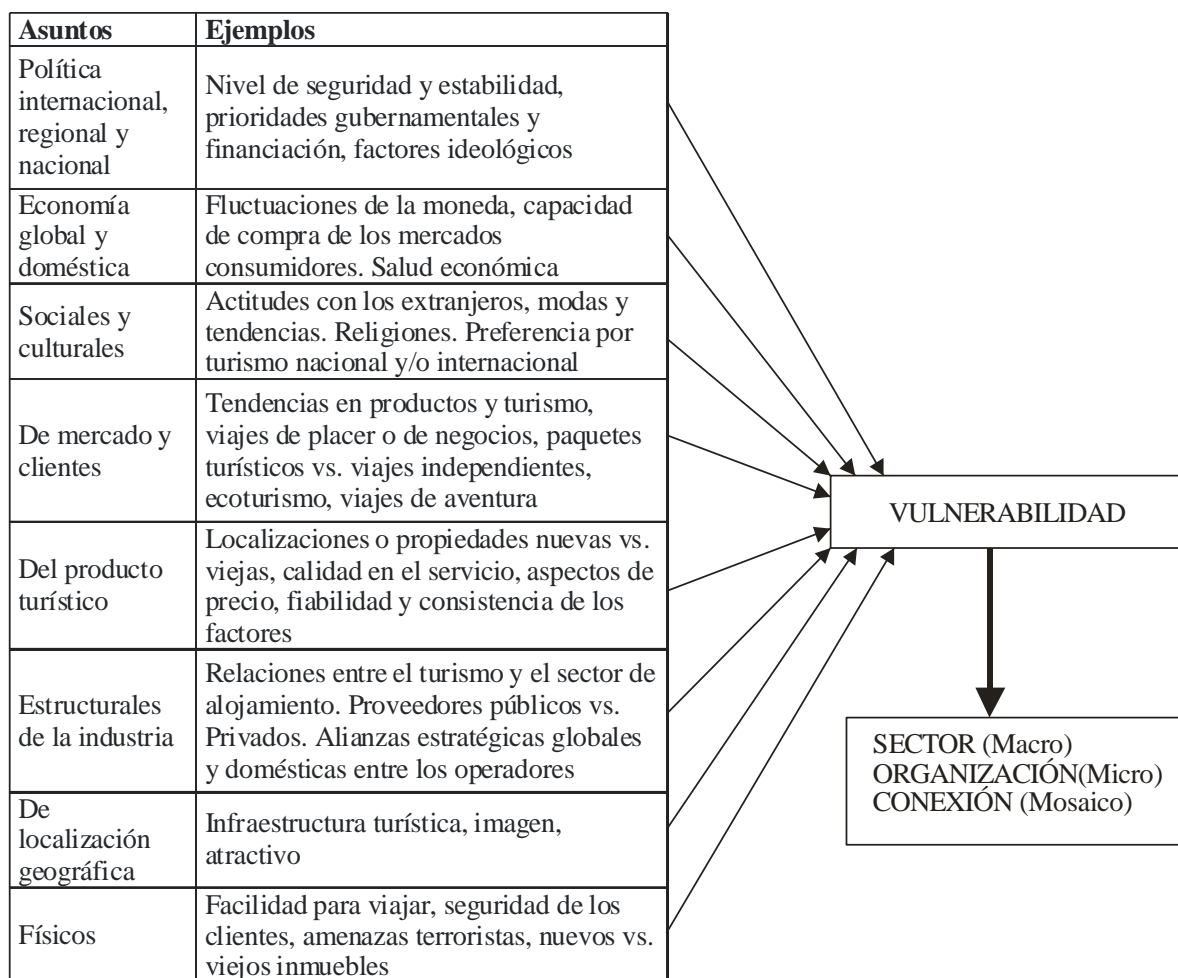 Asuntos
Ejemplos
Política
internacional,
regional y
nacional
Nivel de seguridad y estabilidad,
prioridades gubernamentales y
financiación, factores ideológicos
Economía
global y
doméstica
Fluctuaciones de la moneda, capacidad
de compra de los mercados
consumidores. Salud económica
Sociales y
culturales
Actitudes con los extranjeros, modas y
tendencias. Religiones. Preferencia por
turismo nacional y/o internacional
De mercado y
clientes
Tendencias en productos y turismo,
viajes de placer o de negocios, paquetes
turísticos vs. viajes independientes,
ecoturismo, viajes de aventura
Del producto
turístico
Localizaciones o propiedades nuevas vs.
viejas, calidad en el servicio, aspectos de
precio, fiabilidad y consistencia de los
factores
Estructurales
de la industria
Relaciones entre el turismo y el sector de
alojamiento. Proveedores públicos vs.
Privados. Alianzas estratégicas globales
y domésticas entre los operadores
De
localización
geográfica
Infraestructura turística, imagen,
atractivo
Físicos
Facilidad para viajar, seguridad de los
clientes, amenazas terroristas, nuevos vs.
viejos inmuebles
VULNERABILIDAD
SECTOR (Macro)
ORGANIZACIÓN(Micro)
CONEXIÓN (Mosaico)